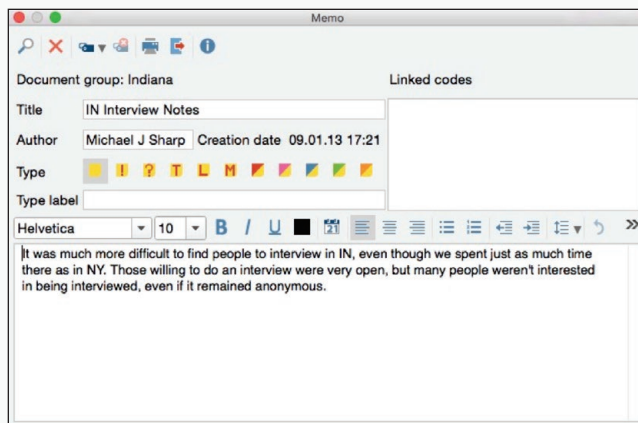 Memo
Document group: Indiana
Linked codes
Title IN Interview Notes
Author Michael J Sharp Creation date 09.01.13 17:21
Type ! ? T L M
Type label
Helvetica 10 B I U 21
It was much more difficult to find people to interview in IN, even though we spent just as much time
there as in NY. Those willing to do an interview were very open, but many people weren't interested
in being interviewed, even if it remained anonymous.